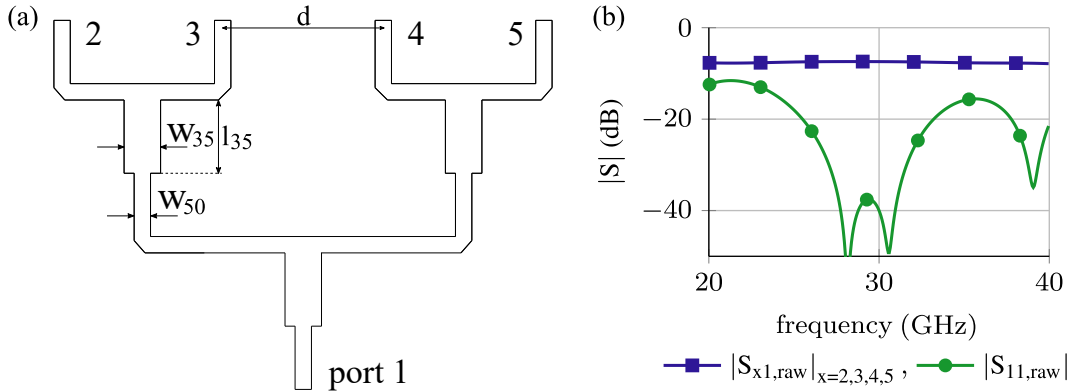 (a)
2 3 d 4 5
W₃₅ l₃₅
W₅₀
port 1
(b)
0
−20
−40
|S| (dB)
20 30 40
frequency (GHz)
|Sₓ₁,raw|ₓ=2,3,4,5 , |S₁₁,raw|